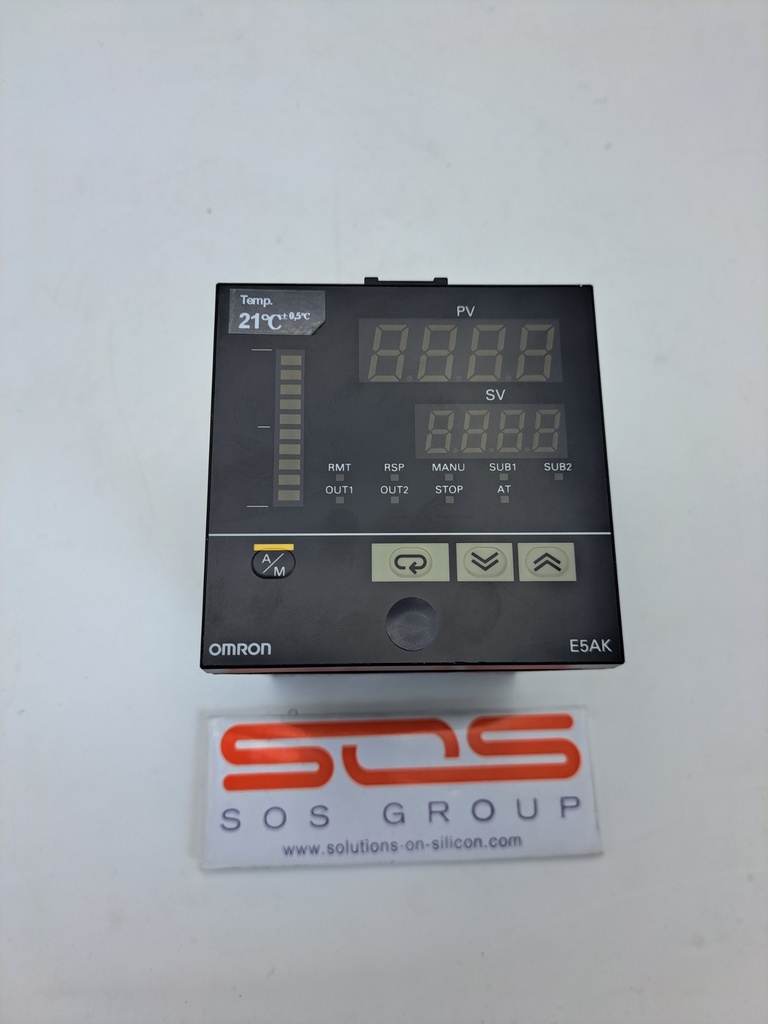 Temp.
21℃ ± 0,5℃
PV
SV
RMT RSP MANU SUB1 SUB2
OUT1 OUT2 STOP AT
A/M
OMRON E5AK
SOS
SOS GROUP
www.solutions-on-silicon.com